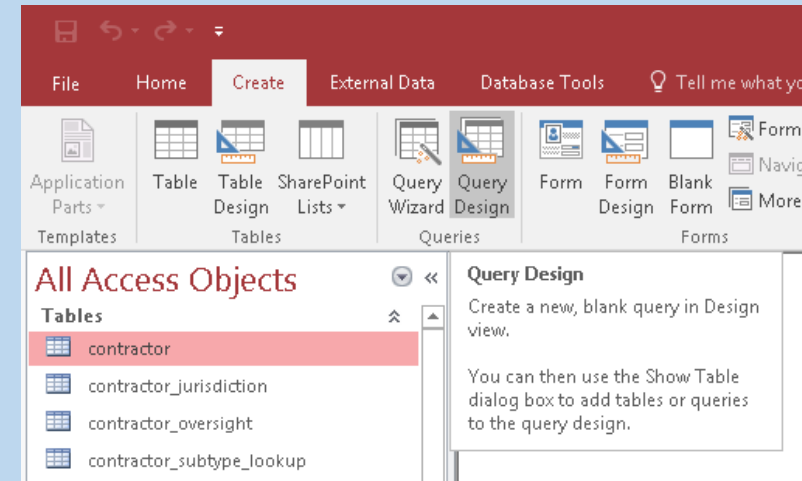 File Home Create External Data Database Tools Tell me what
Application Parts
Table
Table Design
SharePoint Lists
Query Wizard
Query Design
Form
Form Design
Blank Form
Form
More
Templates Tables Queries Forms
All Access Objects
Tables
contractor
contractor_jurisdiction
contractor_oversight
contractor_subtype_lookup
Query Design
Create a new, blank query in Design
view.
You can then use the Show Table
dialog box to add tables or queries
to the query design.